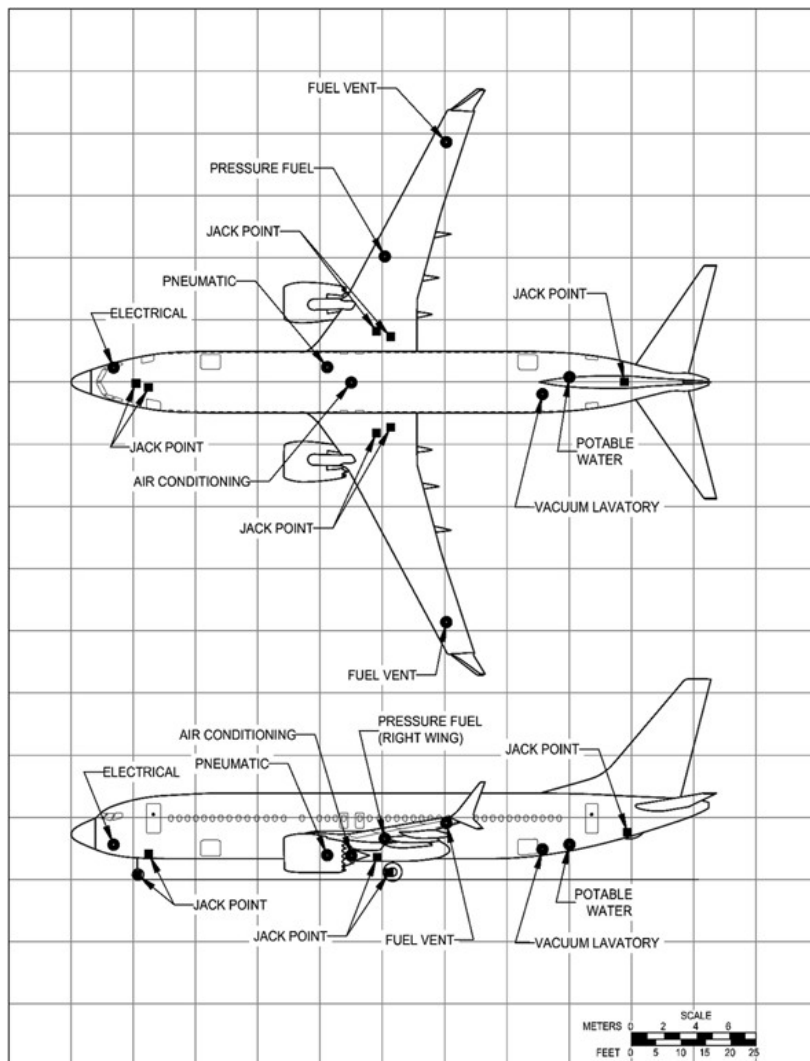 FUEL VENT
PRESSURE FUEL
JACK POINT
PNEUMATIC
JACK POINT
ELECTRICAL
JACK POINT
POTABLE
WATER
AIR CONDITIONING
VACUUM LAVATORY
JACK POINT
FUEL VENT
PRESSURE FUEL
(RIGHT WING)
AIR CONDITIONING
JACK POINT
PNEUMATIC
ELECTRICAL
POTABLE
WATER
JACK POINT
JACK POINT
FUEL VENT
VACUUM LAVATORY
SCALE
METERS 0 2 4 6
FEET 0 5 10 15 20 25